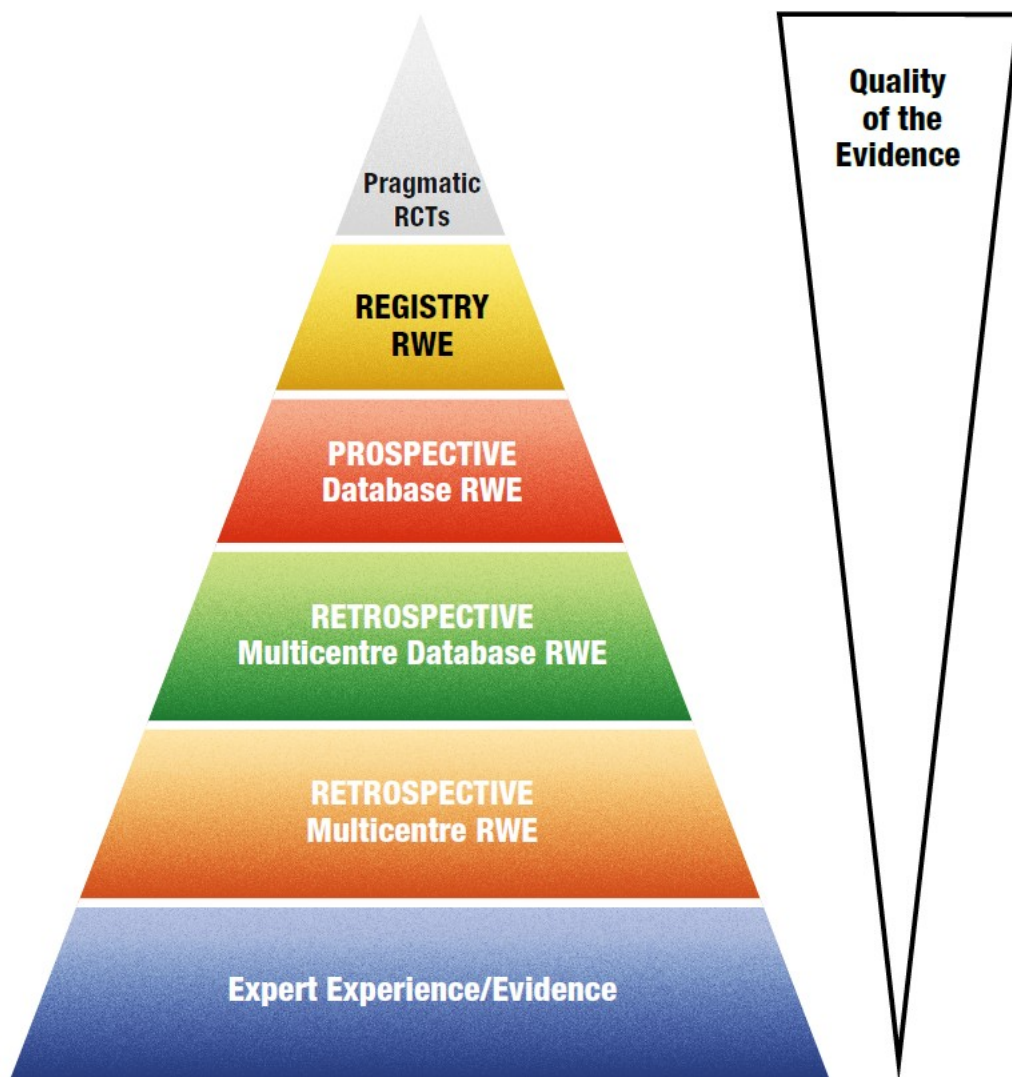 Pragmatic
RCTs
REGISTRY
RWE
PROSPECTIVE
Database RWE
RETROSPECTIVE
Multicentre Database RWE
RETROSPECTIVE
Multicentre RWE
Expert Experience/Evidence
Quality
of the
Evidence